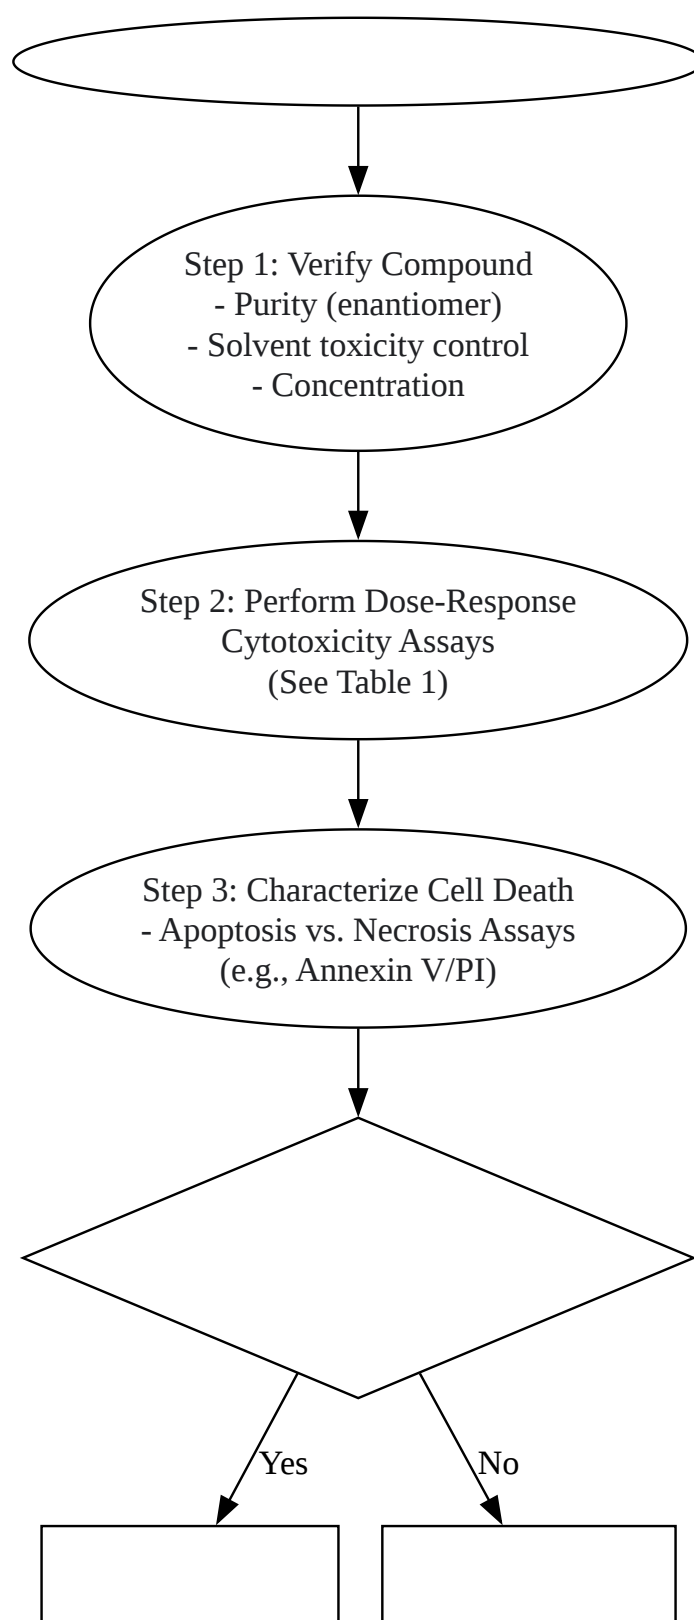 Step 1: Verify Compound
- Purity (enantiomer)
- Solvent toxicity control
- Concentration
Step 2: Perform Dose-Response
Cytotoxicity Assays
(See Table 1)
Step 3: Characterize Cell Death
- Apoptosis vs. Necrosis Assays
(e.g., Annexin V/PI)
Yes
No